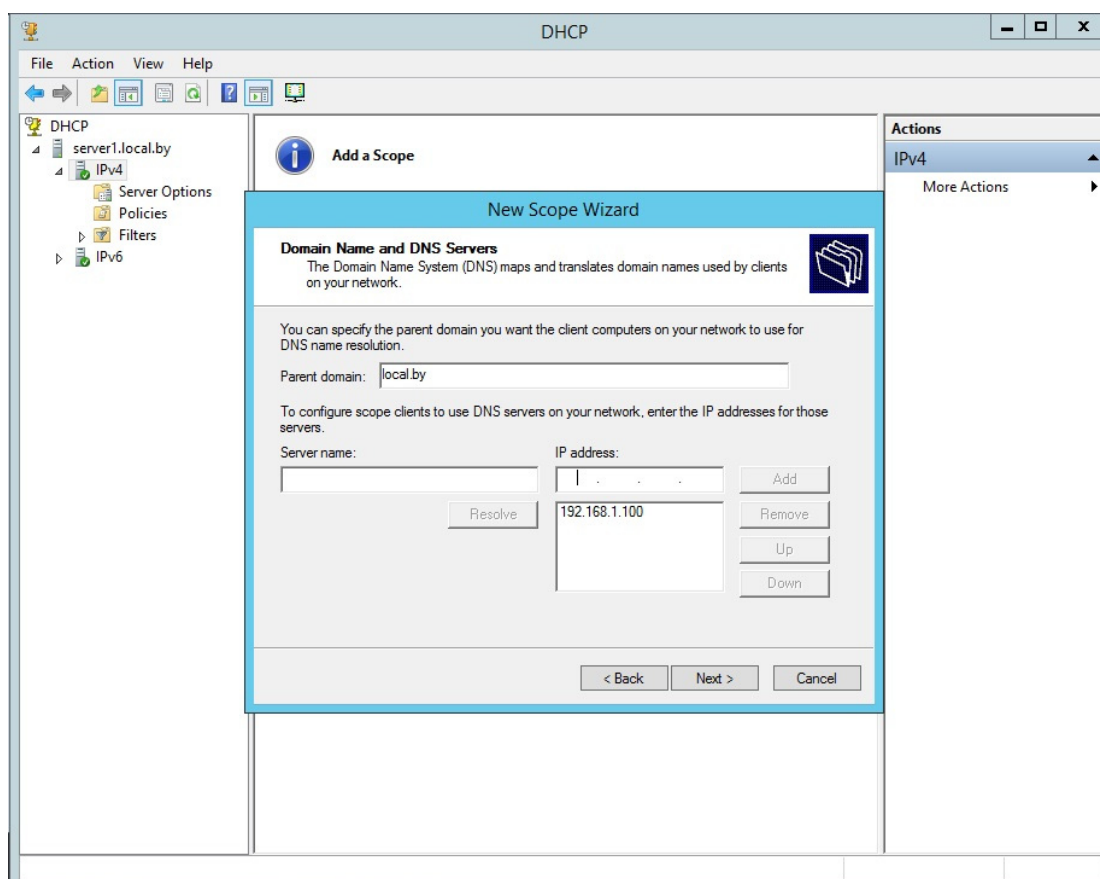 DHCP
File Action View Help
DHCP
server1.local.by
IPv4
Server Options
Policies
Filters
IPv6
Add a Scope
New Scope Wizard
Domain Name and DNS Servers
The Domain Name System (DNS) maps and translates domain names used by clients
on your network.
You can specify the parent domain you want the client computers on your network to use for
DNS name resolution.
Parent domain: local.by
To configure scope clients to use DNS servers on your network, enter the IP addresses for those
servers.
Server name: IP address:
Add
Resolve 192.168.1.100 Remove
Up
Down
< Back Next > Cancel
Actions
IPv4
More Actions